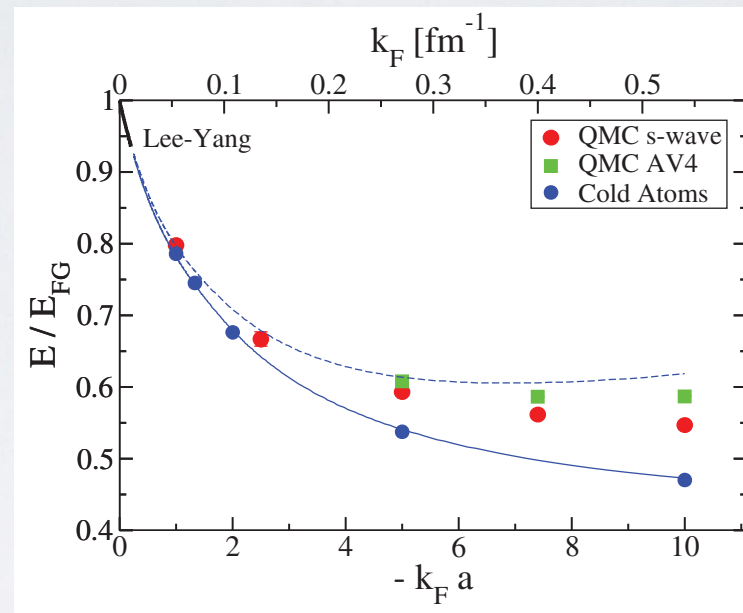 k_F [fm^-1]
0 0.1 0.2 0.3 0.4 0.5
1
Lee-Yang
QMC s-wave
QMC AV4
Cold Atoms
0.9
0.8
0.7
E / E_FG
0.6
0.5
0.4
0 2 4 6 8 10
- k_F a